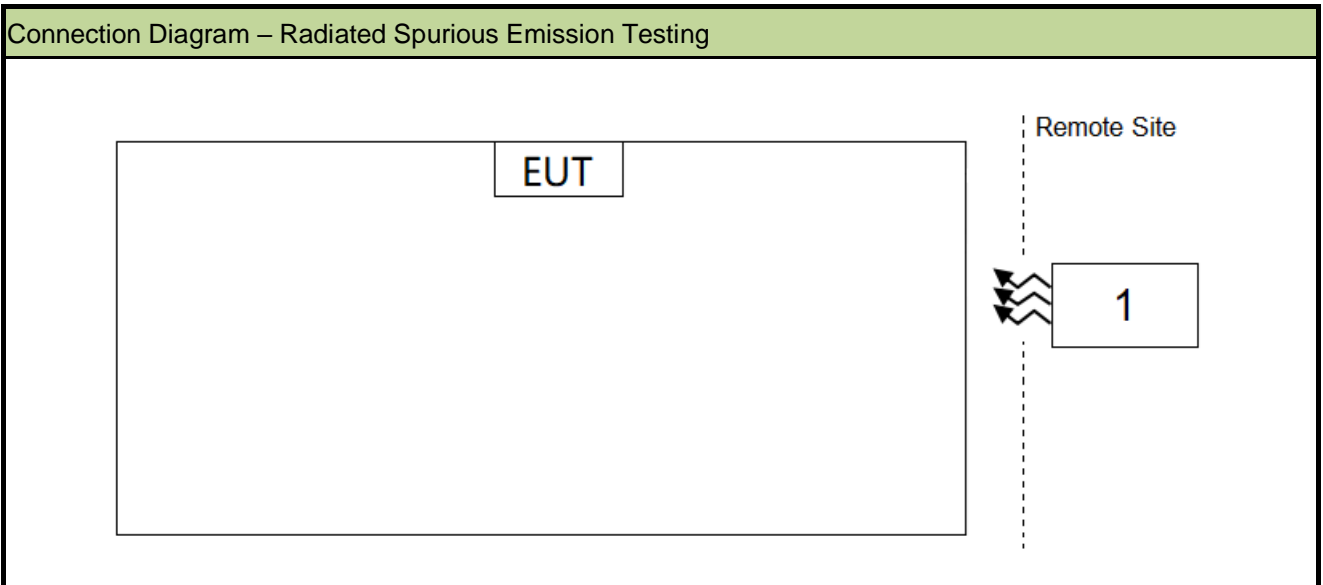 Connection Diagram – Radiated Spurious Emission Testing
Remote Site
EUT
1